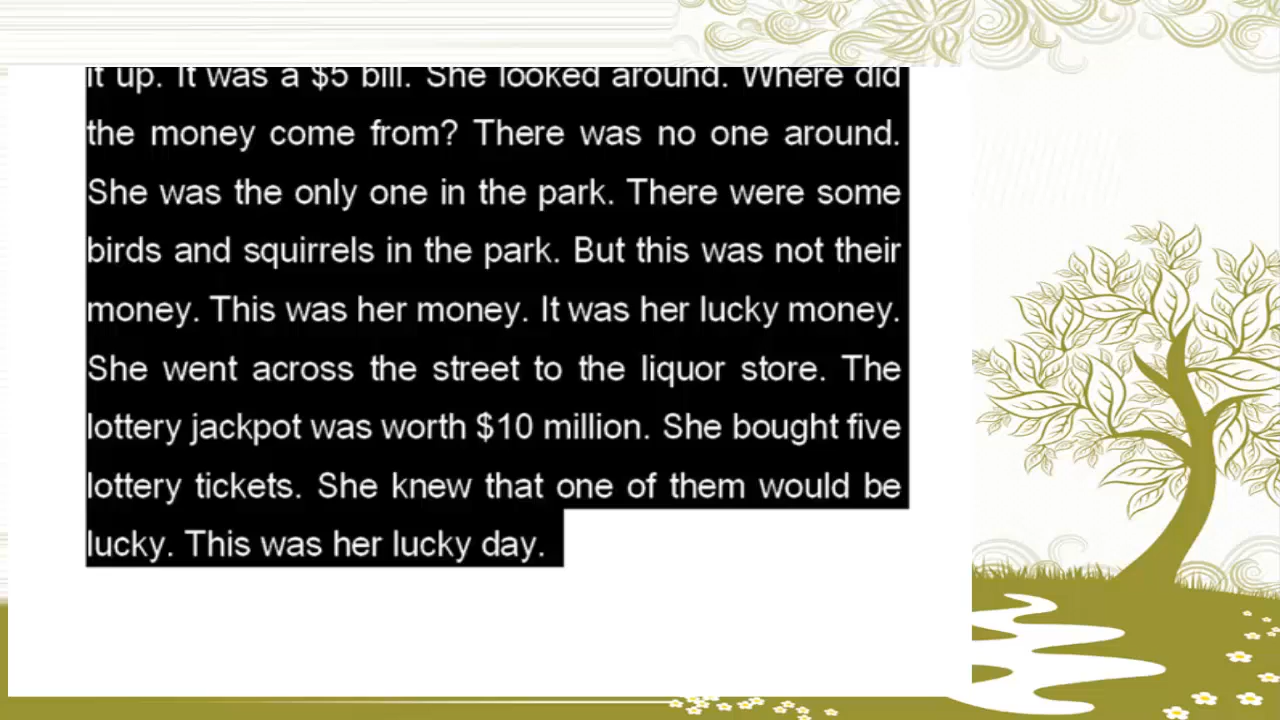 it up. It was a $5 bill. She looked around. Where did
the money come from? There was no one around.
She was the only one in the park. There were some
birds and squirrels in the park. But this was not their
money. This was her money. It was her lucky money.
She went across the street to the liquor store. The
lottery jackpot was worth $10 million. She bought five
lottery tickets. She knew that one of them would be
lucky. This was her lucky day.